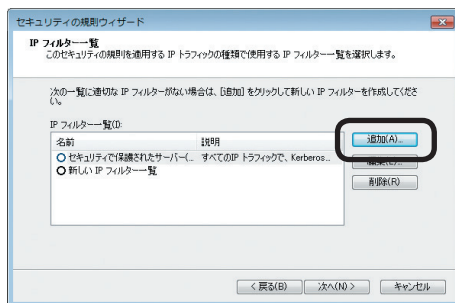 セキュリティの規則ウィザード
IP フィルター一覧
このセキュリティの規則を適用する IP トラフィックの種類で使用する IP フィルター一覧を選択します。
次の一覧に適切な IP フィルターがない場合は、[追加] をクリックして新しい IP フィルターを作成してくださ
い。
IP フィルター一覧(I):
名前 説明
セキュリティで保護されたサーバー(... すべてのIP トラフィックで、Kerberos...
新しい IP フィルター一覧
追加(A)...
編集(E)...
削除(R)
< 戻る(B) 次へ(N) > キャンセル